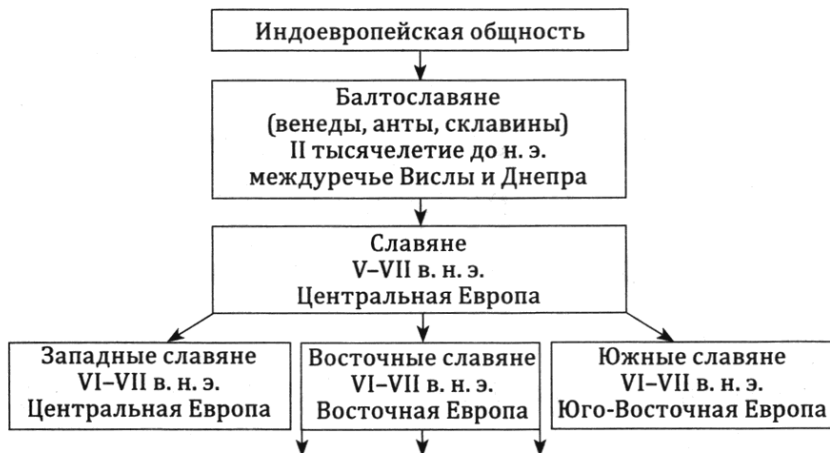 Индоевропейская общность
Балтославяне
(венеды, анты, склавины)
II тысячелетие до н. э.
междуречье Вислы и Днепра
Славяне
V–VII в. н. э.
Центральная Европа
Западные славяне
VI–VII в. н. э.
Центральная Европа
Восточные славяне
VI–VII в. н. э.
Восточная Европа
Южные славяне
VI–VII в. н. э.
Юго-Восточная Европа